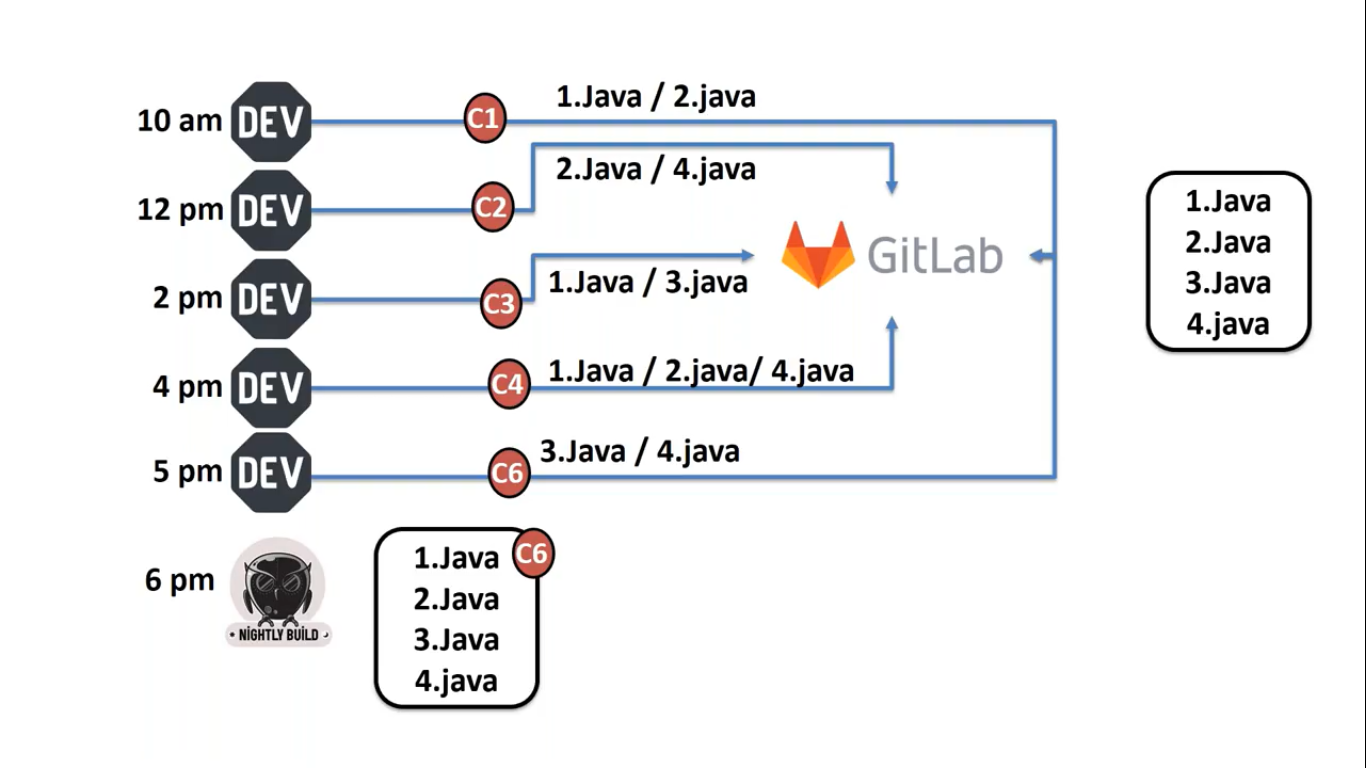 10 am DEV C1 1.Java / 2.java
12 pm DEV C2 2.Java / 4.java
2 pm DEV C3 1.Java / 3.java
GitLab
4 pm DEV C4 1.Java / 2.java/ 4.java
5 pm DEV C6 3.Java / 4.java
1.Java
2.Java
3.Java
4.java
6 pm
NIGHTLY BUILD
C6
1.Java
2.Java
3.Java
4.java